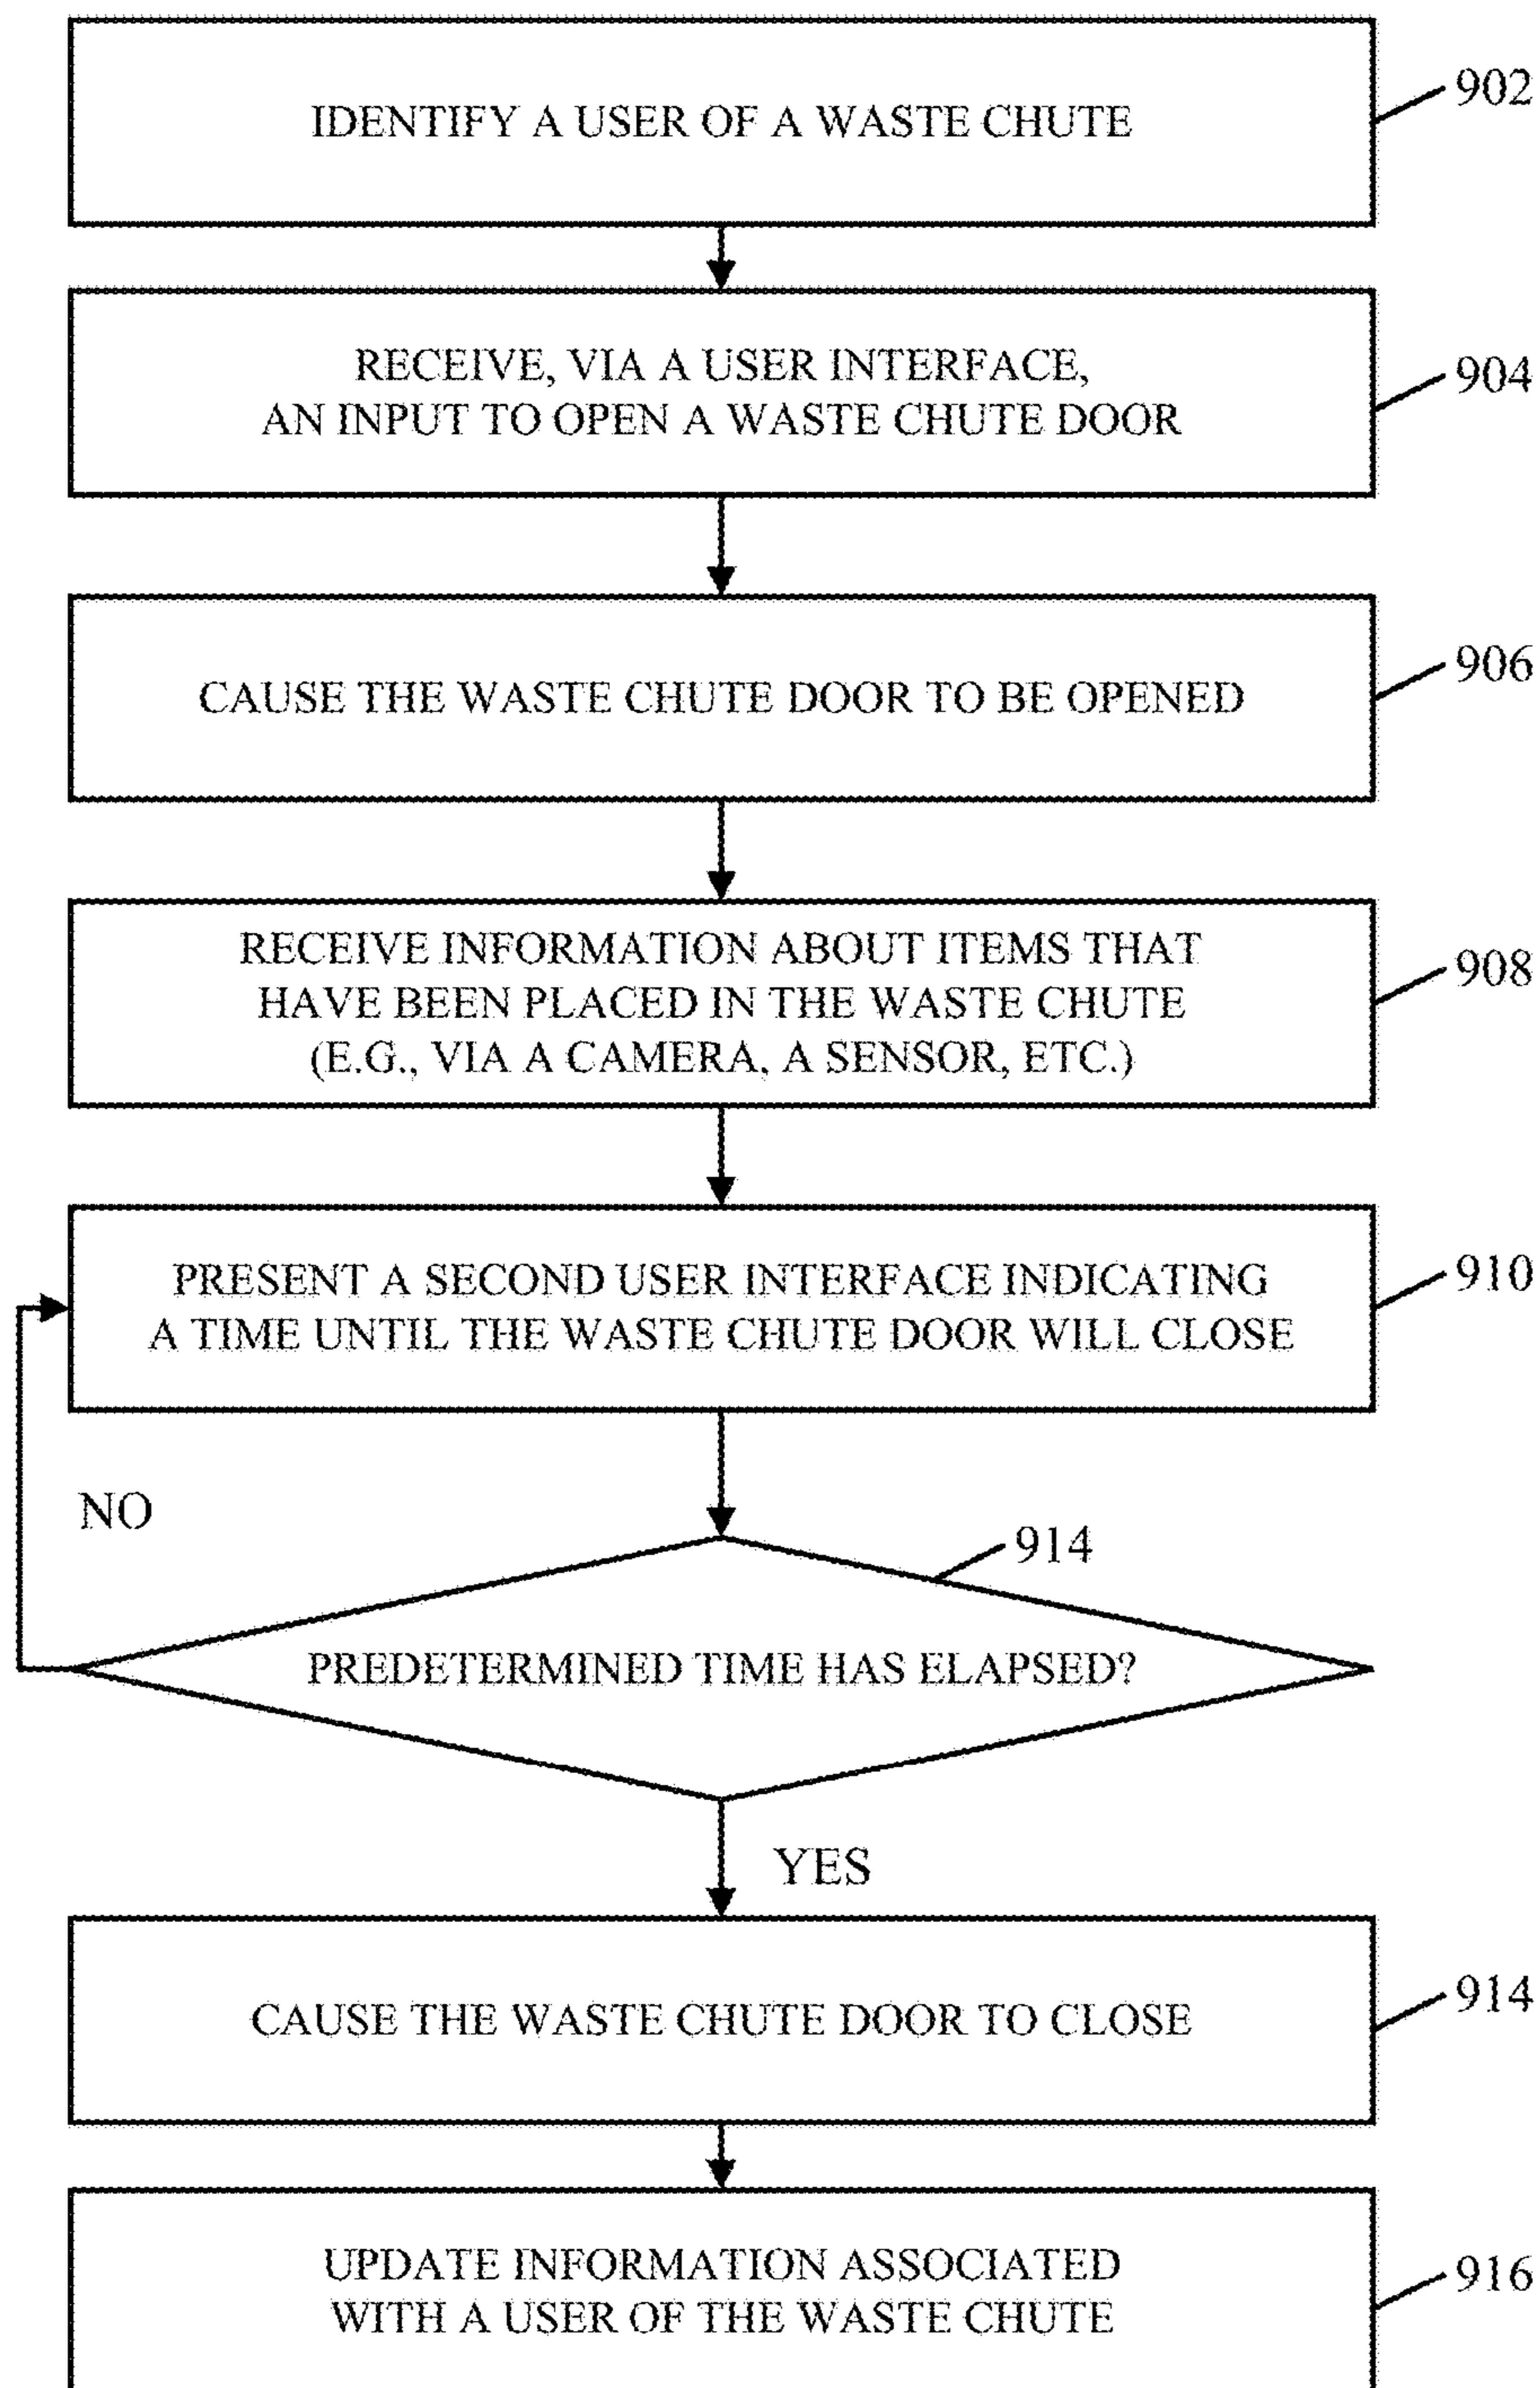 IDENTIFY A USER OF A WASTE CHUTE
902
RECEIVE, VIA A USER INTERFACE,
AN INPUT TO OPEN A WASTE CHUTE DOOR
904
CAUSE THE WASTE CHUTE DOOR TO BE OPENED
906
RECEIVE INFORMATION ABOUT ITEMS THAT
HAVE BEEN PLACED IN THE WASTE CHUTE
(E.G., VIA A CAMERA, A SENSOR, ETC.)
908
PRESENT A SECOND USER INTERFACE INDICATING
A TIME UNTIL THE WASTE CHUTE DOOR WILL CLOSE
910
NO
914
PREDETERMINED TIME HAS ELAPSED?
YES
CAUSE THE WASTE CHUTE DOOR TO CLOSE
914
UPDATE INFORMATION ASSOCIATED
WITH A USER OF THE WASTE CHUTE
916